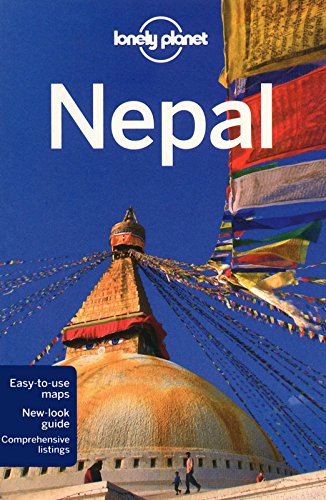 lonely planet
Nepal
Easy-to-use
maps
New-look
guide
Comprehensive
listings